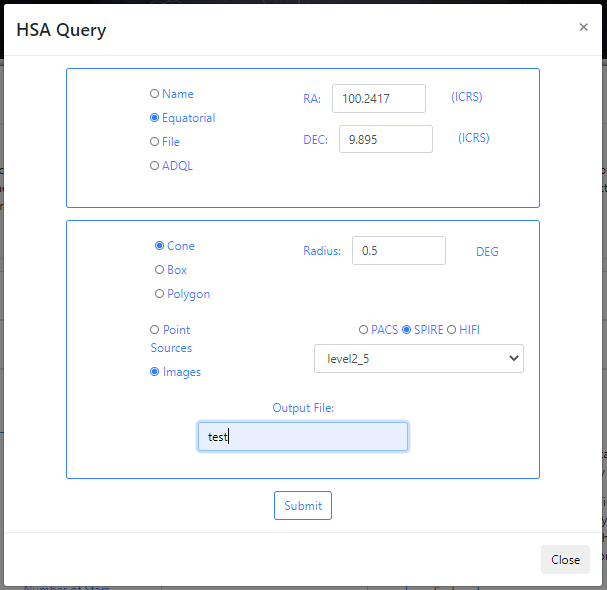 HSA Query
×
Name
Equatorial
File
ADQL
RA: 100.2417 (ICRS)
DEC: 9.895 (ICRS)
Cone
Box
Polygon
Radius: 0.5 DEG
Point
Sources
Images
PACS SPIRE HIFI
level2_5
Output File:
test
Submit
Close
Number of Stars